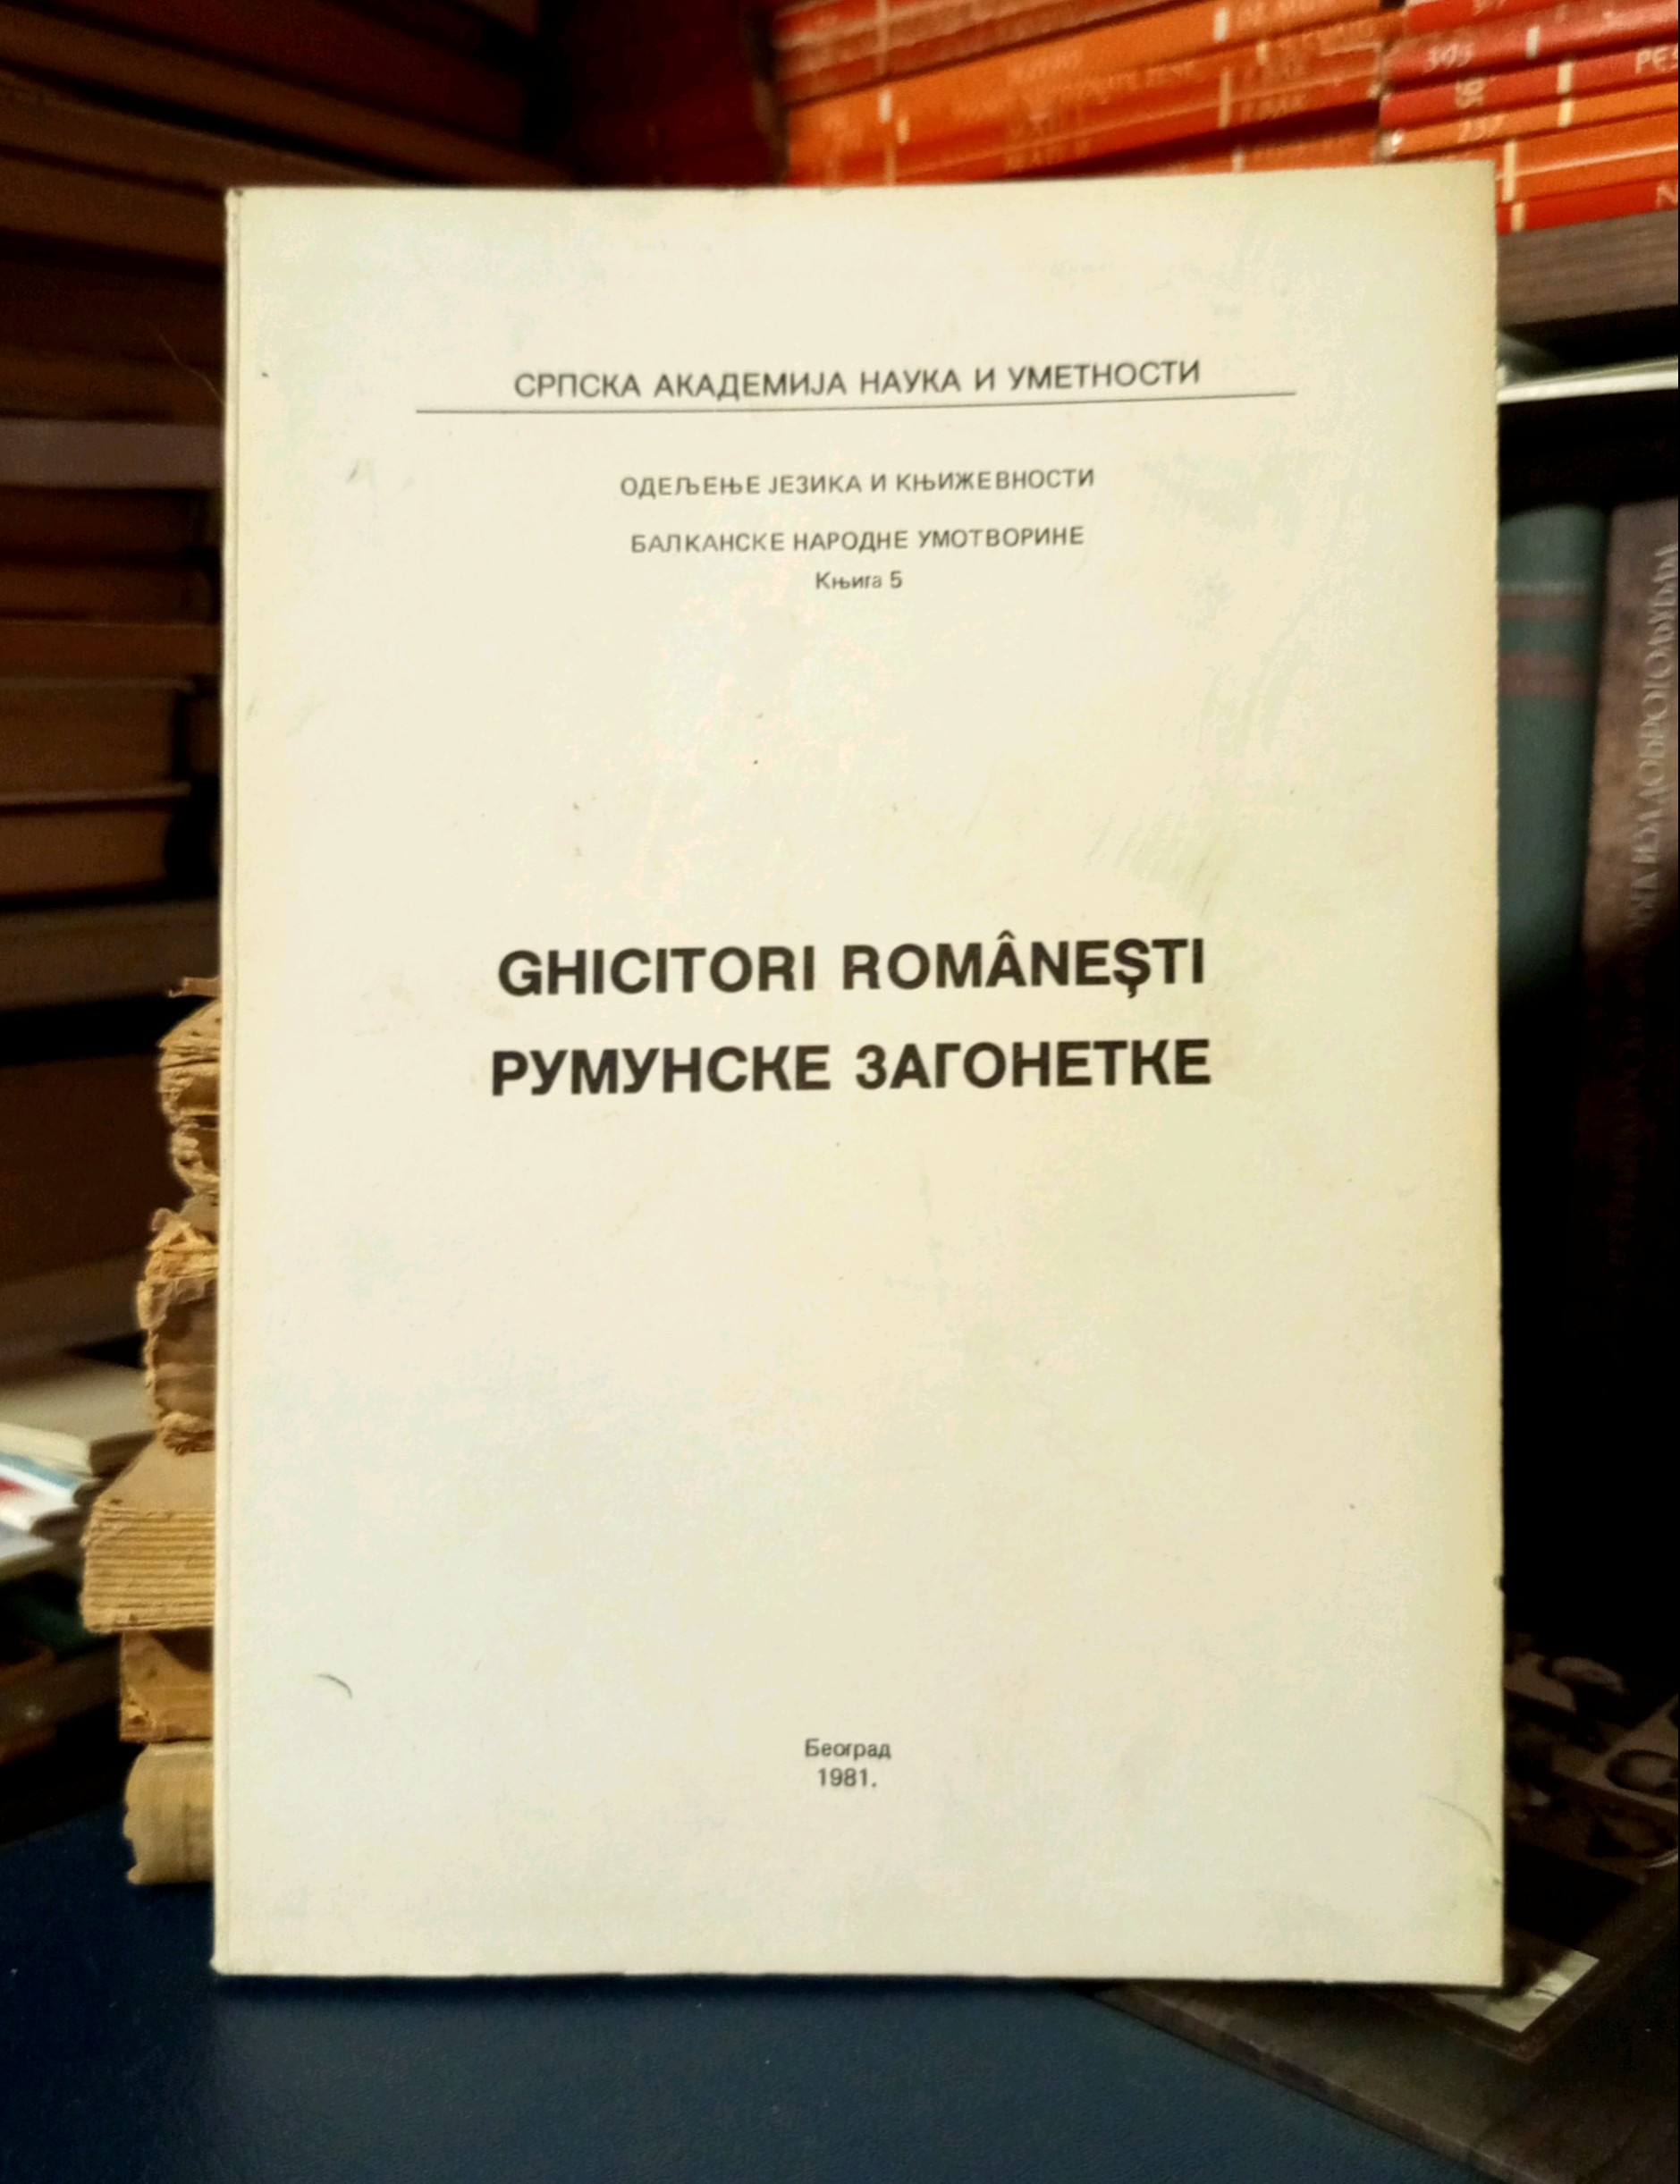 СРПСКА АКАДЕМИЈА НАУКА И УМЕТНОСТИ
ОДЕЉЕЊЕ ЈЕЗИКА И КЊИЖЕВНОСТИ
БАЛКАНСКЕ НАРОДНЕ УМОТВОРИНЕ
Књига 5
GHICITORI ROMÂNEŞTI
РУМУНСКЕ ЗАГОНЕТКЕ
Београд
1981.